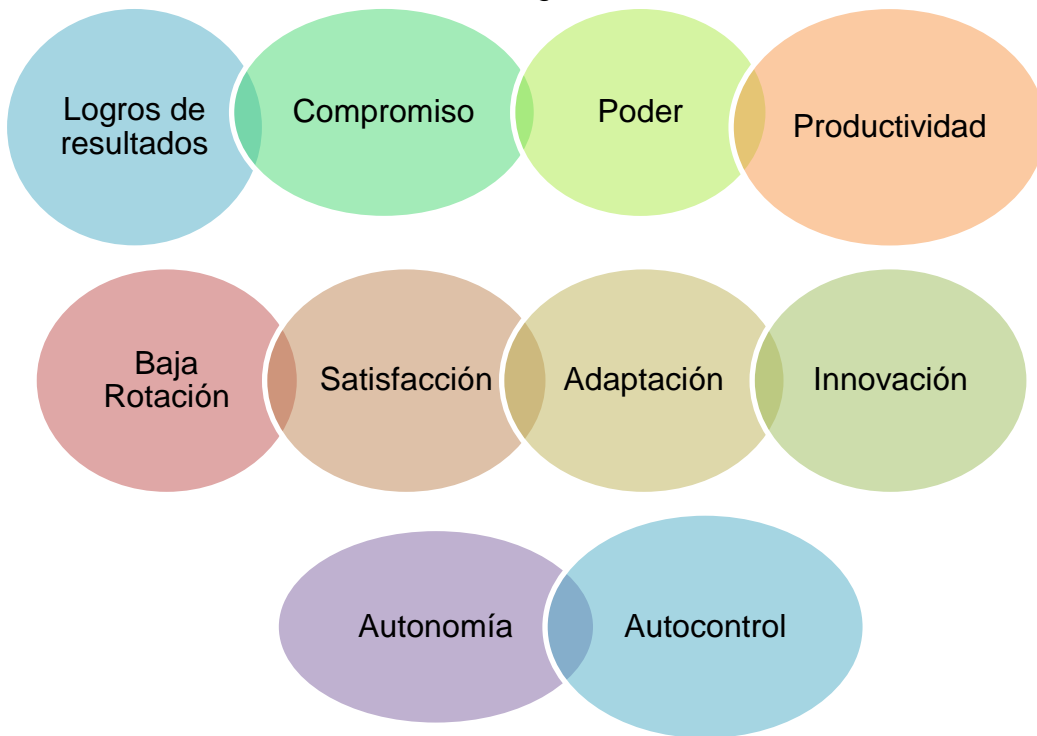 Logros de
resultados
Compromiso
Poder
Productividad
Baja
Rotación
Satisfacción
Adaptación
Innovación
Autonomía
Autocontrol